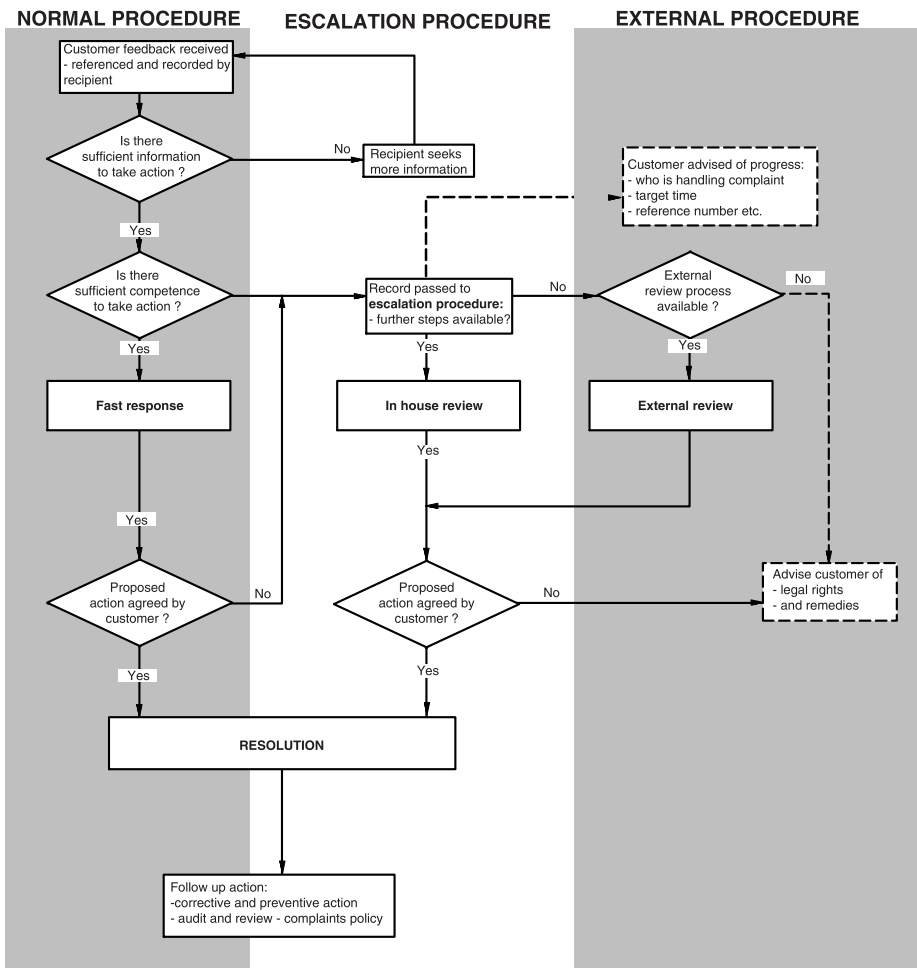 NORMAL PROCEDURE
ESCALATION PROCEDURE
EXTERNAL PROCEDURE
Customer feedback received
- referenced and recorded by
recipient
Is there
sufficient information
to take action ?
No
Recipient seeks
more information
Customer advised of progress:
- who is handling complaint
- target time
- reference number etc.
Yes
Is there
sufficient competence
to take action ?
Record passed to
escalation procedure:
- further steps available?
No
External
review process
available ?
No
Yes
Yes
Yes
Fast response
In house review
External review
Yes
Yes
Proposed
action agreed by
customer ?
No
Proposed
action agreed by
customer ?
No
Advise customer of
- legal rights
- and remedies
Yes
Yes
RESOLUTION
Follow up action:
-corrective and preventive action
- audit and review - complaints policy